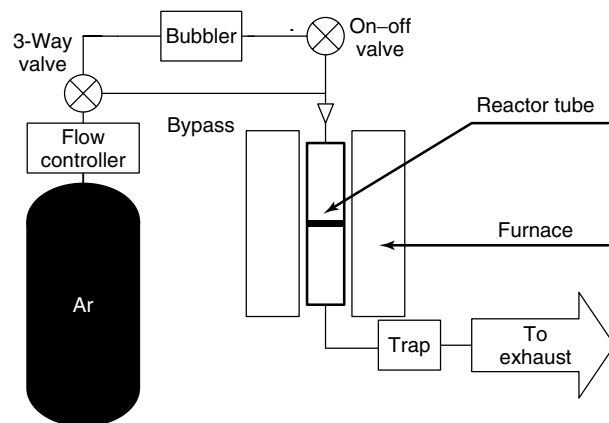 3-Way
valve
Bubbler
On–off
valve
Bypass
Reactor tube
Flow
controller
Furnace
Ar
Trap
To
exhaust